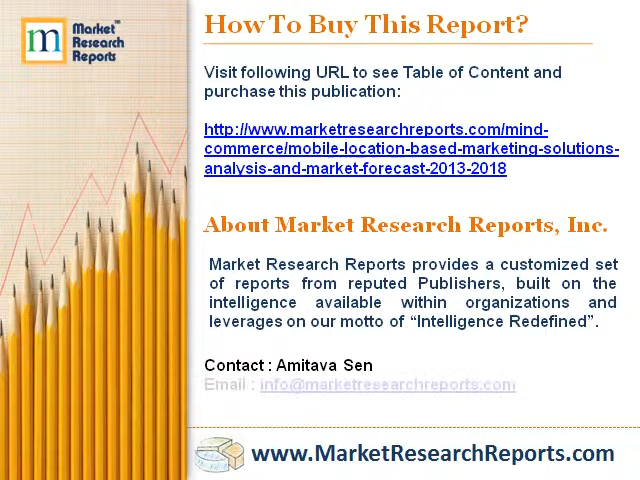 m
Market™
Research
Reports
How To Buy This Report?
Visit following URL to see Table of Content and
purchase this publication:
http://www.marketresearchreports.com/mind-
commerce/mobile-location-based-marketing-solutions-
analysis-and-market-forecast-2013-2018
About Market Research Reports, Inc.
Market Research Reports provides a customized set
of reports from reputed Publishers, built on the
intelligence available within organizations and
leverages on our motto of “Intelligence Redefined”.
Contact : Amitava Sen
Email : info@marketresearchreports.com
www.MarketResearchReports.com